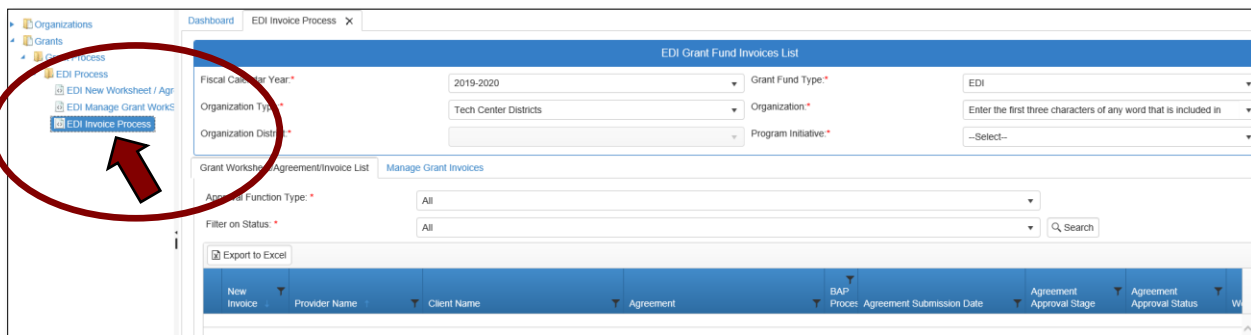 Organizations
Grants
Grant Process
EDI Process
EDI New Worksheet / Agr
EDI Manage Grant WorkS
EDI Invoice Process
Dashboard EDI Invoice Process X
EDI Grant Fund Invoices List
Fiscal Calendar Year:* 2019-2020 Grant Fund Type:* EDI
Organization Type:* Tech Center Districts Organization:* Enter the first three characters of any word that is included in
Organization District:* Program Initiative:* --Select--
Grant Worksheet/Agreement/Invoice List Manage Grant Invoices
Approval Function Type: * All
Filter on Status: * All Search
Export to Excel
New Invoice Provider Name Client Name Agreement BAP Proces Agreement Submission Date Agreement Approval Stage Agreement Approval Status